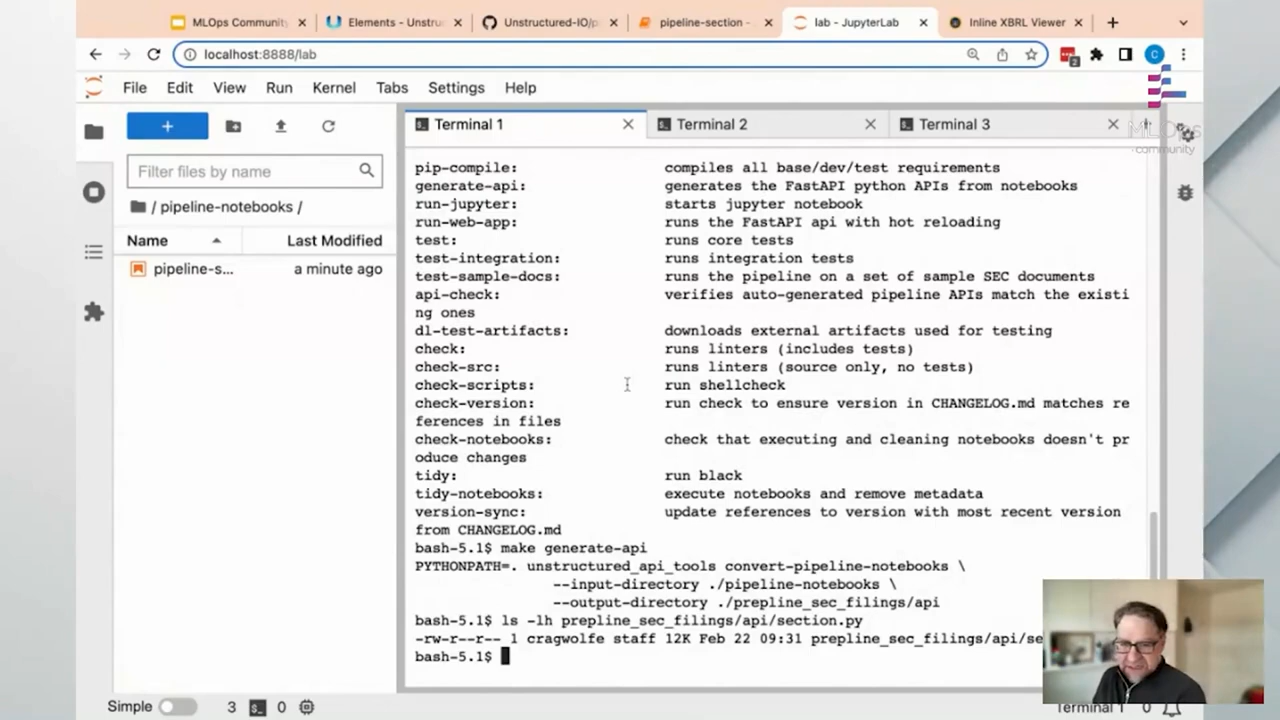 MLOps Community
Elements - Unstru
Unstructured-IO/p
pipeline-section -
lab - JupyterLab
Inline XBRL Viewer
localhost:8888/lab
2
C
File Edit View Run Kernel Tabs Settings Help
MLOps
community
+
Terminal 1
Terminal 2
Terminal 3
Filter files by name
/ pipeline-notebooks /
Name Last Modified
pipeline-s... a minute ago
pip-compile: compiles all base/dev/test requirements
generate-api: generates the FastAPI python APIs from notebooks
run-jupyter: starts jupyter notebook
run-web-app: runs the FastAPI api with hot reloading
test: runs core tests
test-integration: runs integration tests
test-sample-docs: runs the pipeline on a set of sample SEC documents
api-check: verifies auto-generated pipeline APIs match the existi
ng ones
dl-test-artifacts: downloads external artifacts used for testing
check: runs linters (includes tests)
check-src: runs linters (source only, no tests)
check-scripts: run shellcheck
check-version: run check to ensure version in CHANGELOG.md matches re
ferences in files
check-notebooks: check that executing and cleaning notebooks doesn't pr
oduce changes
tidy: run black
tidy-notebooks: execute notebooks and remove metadata
version-sync: update references to version with most recent version
from CHANGELOG.md
bash-5.1$ make generate-api
PYTHONPATH=. unstructured_api_tools convert-pipeline-notebooks \
--input-directory ./pipeline-notebooks \
--output-directory ./prepline_sec_filings/api
bash-5.1$ ls -lh prepline_sec_filings/api/section.py
-rw-r--r-- 1 cragwolfe staff 12K Feb 22 09:31 prepline_sec_filings/api/se
bash-5.1$
Simple 3 $_ 0
Terminal 1 0